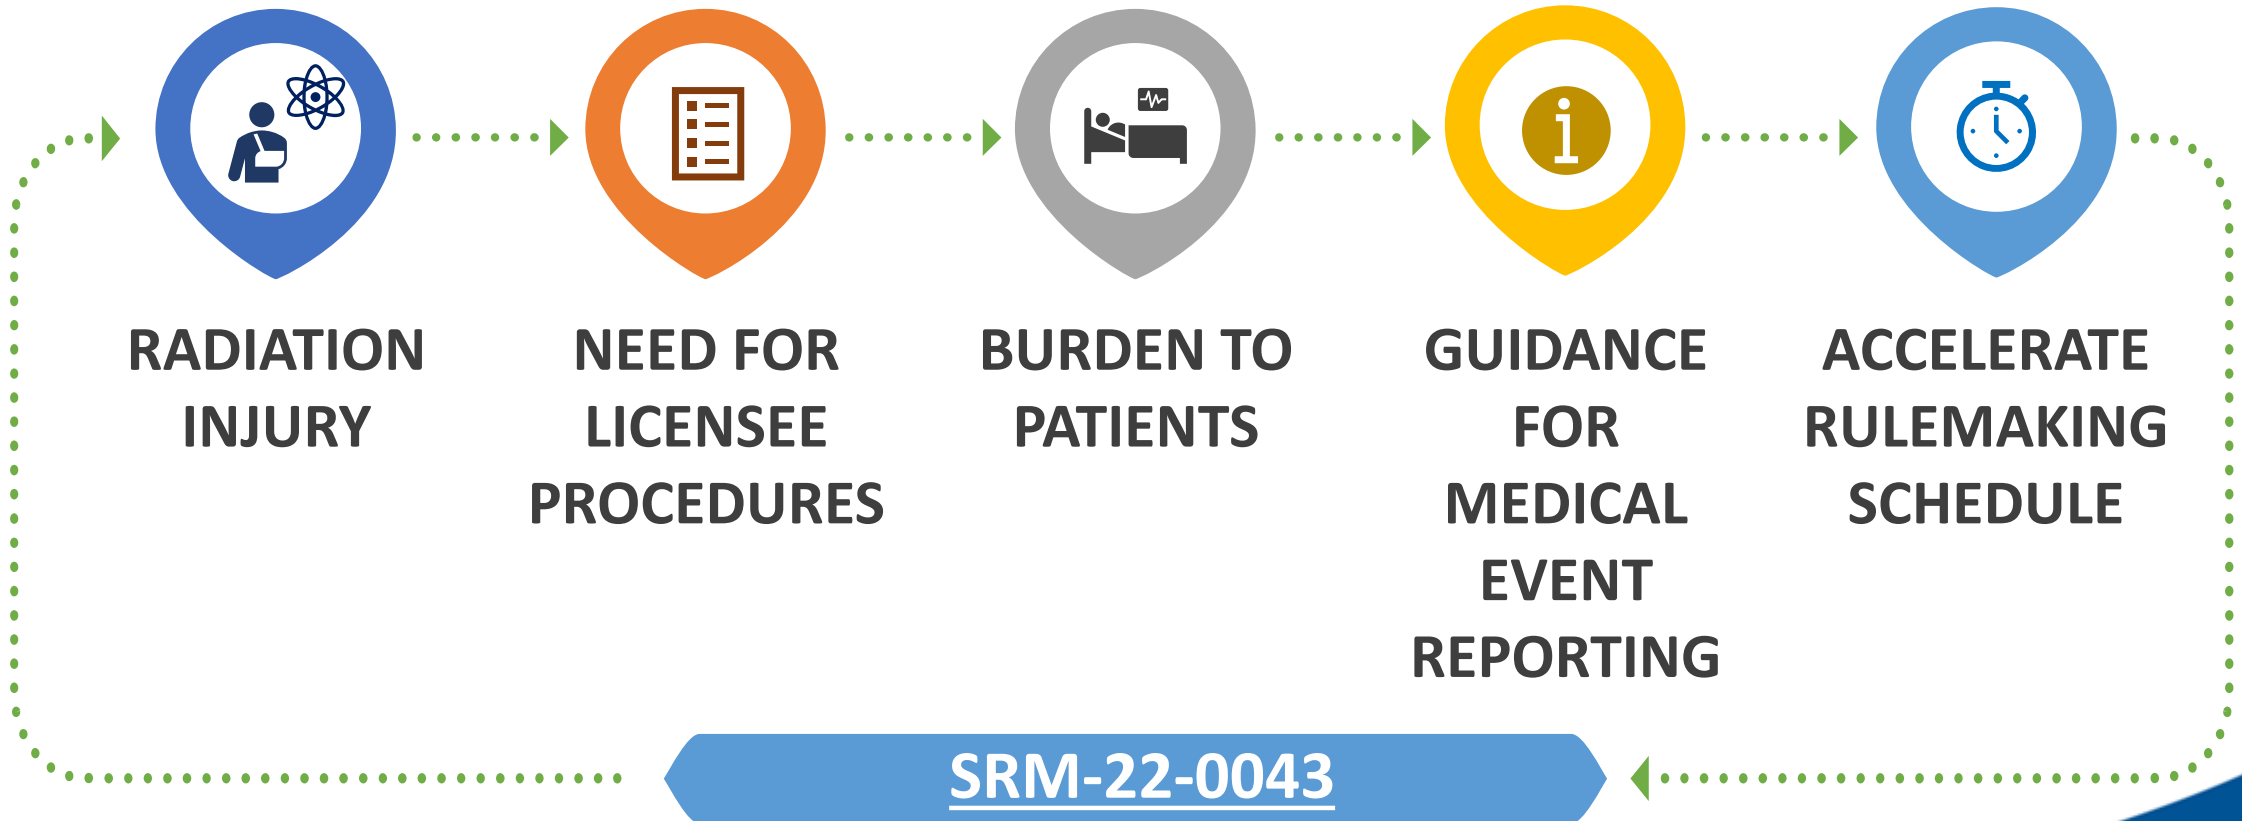 RADIATION
INJURY
NEED FOR
LICENSEE
PROCEDURES
BURDEN TO
PATIENTS
GUIDANCE
FOR
MEDICAL
EVENT
REPORTING
ACCELERATE
RULEMAKING
SCHEDULE
SRM-22-0043